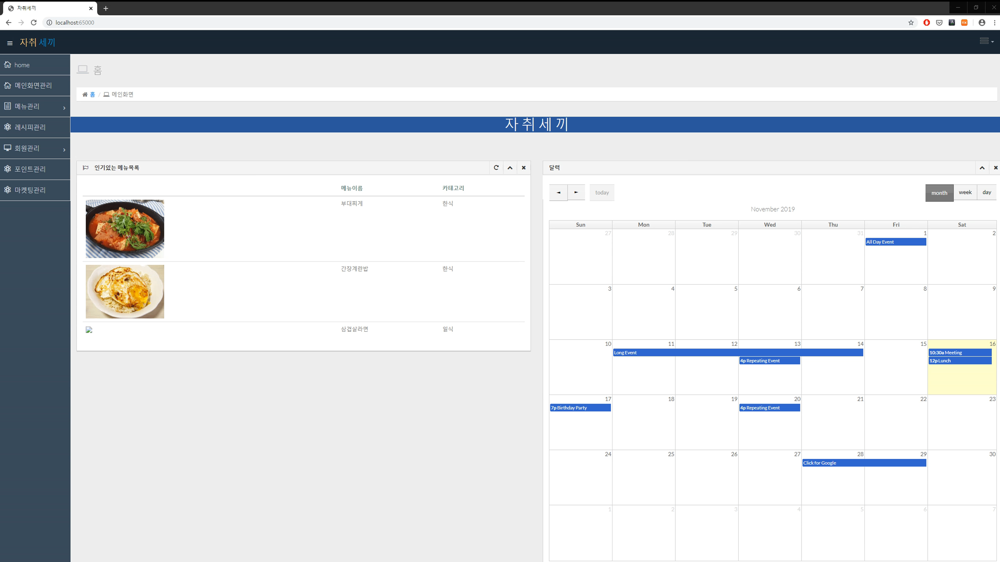 자취세끼
localhost:65000
자취 세끼
home
메인화면관리
메뉴관리
레시피관리
회원관리
포인트관리
마켓팅관리
홈
홈 / 메인화면
자 취 세 끼
인기있는 메뉴목록
메뉴이름 카테고리
부대찌게 한식
간장계란밥 한식
삼겹살라면 일식
달력
today month week day
November 2019
Sun Mon Tue Wed Thu Fri Sat
27 28 29 30 31 1 2
All Day Event
3 4 5 6 7 8 9
10 11 12 13 14 15 16
Long Event 10:30a Meeting
4p Repeating Event 12p Lunch
17 18 19 20 21 22 23
7p Birthday Party 4p Repeating Event
24 25 26 27 28 29 30
Click for Google
1 2 3 4 5 6 7